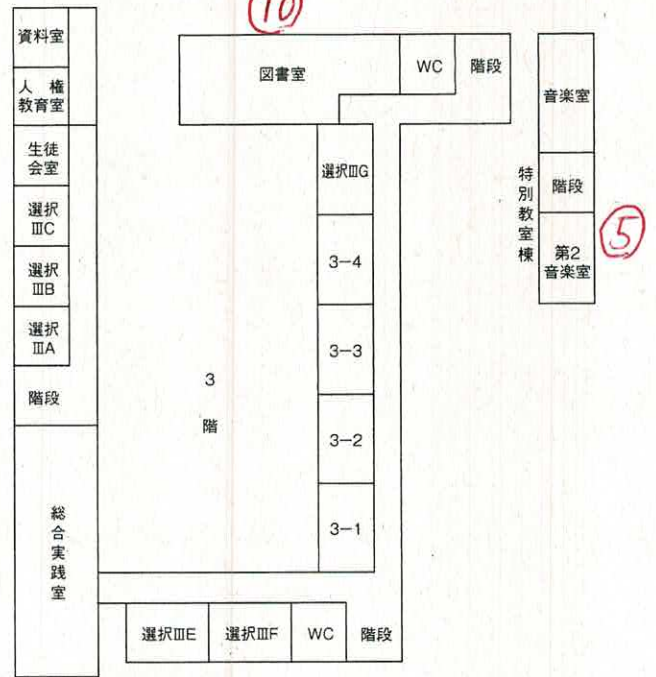 ⑩
資料室
人権
教育室
生徒
会室
選択
ⅢC
選択
ⅢB
選択
ⅢA
階段
総合実践室
図書室
WC
階段
選択ⅢG
3-4
3-3
3-2
3-1
3
階
選択ⅢE
選択ⅢF
WC
階段
特別教室棟
音楽室
階段
第2
音楽室
⑤